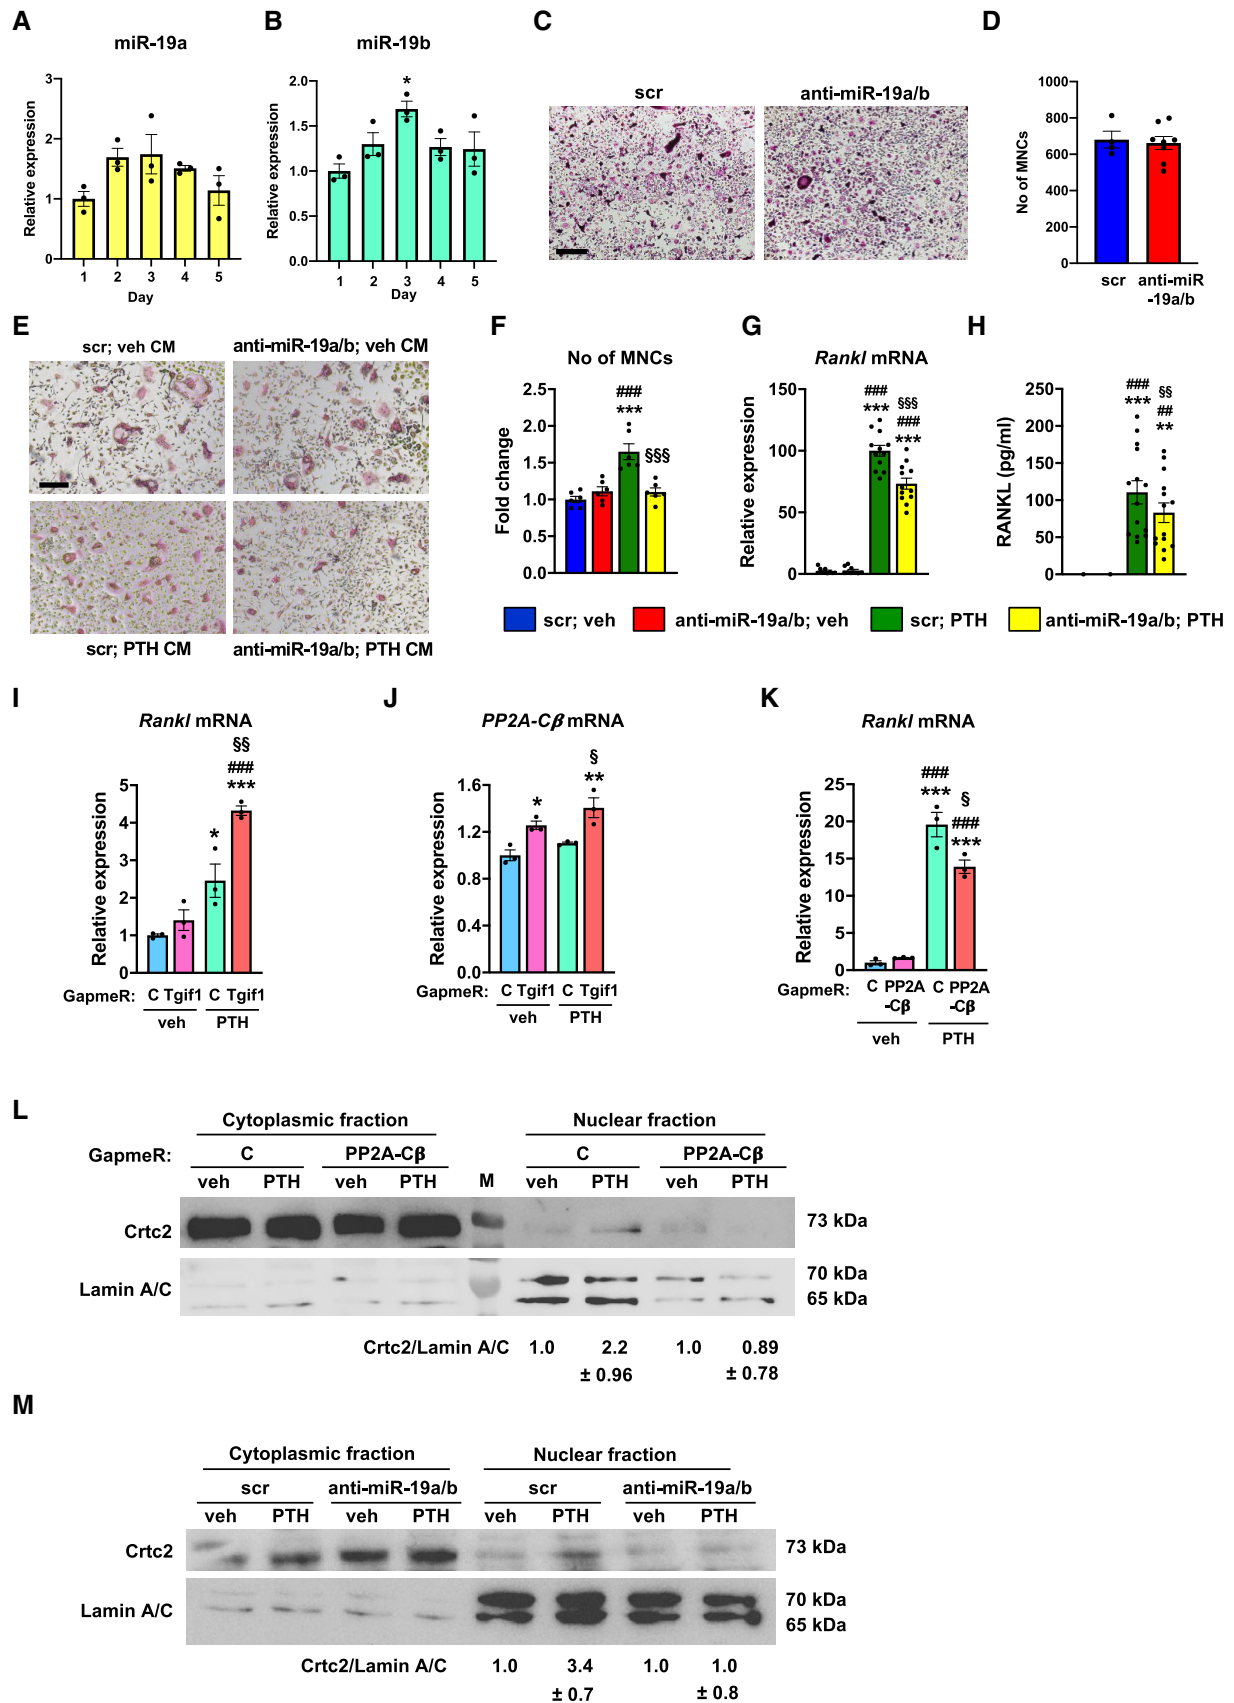 A
miR-19a
Relative expression
3
2
1
0
1 2 3 4 5
Day
B
miR-19b
Relative expression
2.0
1.5
1.0
0.5
0.0
*
1 2 3 4 5
Day
C
scr
anti-miR-19a/b
D
No of MNCs
1000
800
600
400
200
0
scr anti-miR
-19a/b
E
scr; veh CM
anti-miR-19a/b; veh CM
scr; PTH CM
anti-miR-19a/b; PTH CM
F
No of MNCs
Fold change
2.5
2.0
1.5
1.0
0.5
0.0
###
***
§§§
G
Rankl mRNA
Relative expression
150
100
50
0
###
***
§§§
###
***
H
RANKL (pg/ml)
250
200
150
100
50
0
###
***
§§
##
**
scr; veh
anti-miR-19a/b; veh
scr; PTH
anti-miR-19a/b; PTH
I
Rankl mRNA
Relative expression
5
4
3
2
1
0
*
§§
###
***
GapmeR: C Tgif1 C Tgif1
veh PTH
J
PP2A-Cβ mRNA
Relative expression
1.6
1.2
0.8
0.4
0.0
*
§
**
GapmeR: C Tgif1 C Tgif1
veh PTH
K
Rankl mRNA
Relative expression
25
20
15
10
5
0
###
***
§
###
***
GapmeR: C PP2A C PP2A
-Cβ -Cβ
veh PTH
L
Cytoplasmic fraction Nuclear fraction
GapmeR: C PP2A-Cβ C PP2A-Cβ
veh PTH veh PTH M veh PTH veh PTH
Crtc2 73 kDa
Lamin A/C 70 kDa
65 kDa
Crtc2/Lamin A/C 1.0 2.2 1.0 0.89
± 0.96 ± 0.78
M
Cytoplasmic fraction Nuclear fraction
scr anti-miR-19a/b scr anti-miR-19a/b
veh PTH veh PTH veh PTH veh PTH
Crtc2 73 kDa
Lamin A/C 70 kDa
65 kDa
Crtc2/Lamin A/C 1.0 3.4 1.0 1.0
± 0.7 ± 0.8